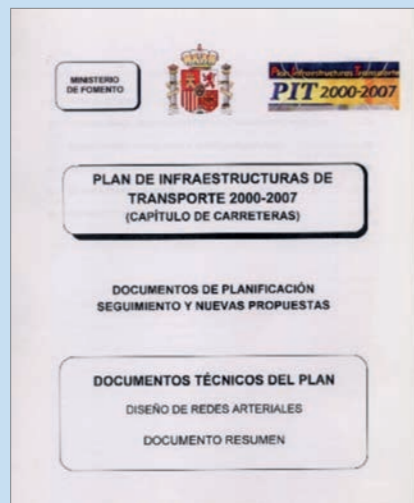 MINISTERIO
DE FOMENTO
Plan Infraestructuras Transporte
PIT 2000-2007
PLAN DE INFRAESTRUCTURAS DE
TRANSPORTE 2000-2007
(CAPÍTULO DE CARRETERAS)
DOCUMENTOS DE PLANIFICACIÓN
SEGUIMIENTO Y NUEVAS PROPUESTAS
DOCUMENTOS TÉCNICOS DEL PLAN
DISEÑO DE REDES ARTERIALES
DOCUMENTO RESUMEN